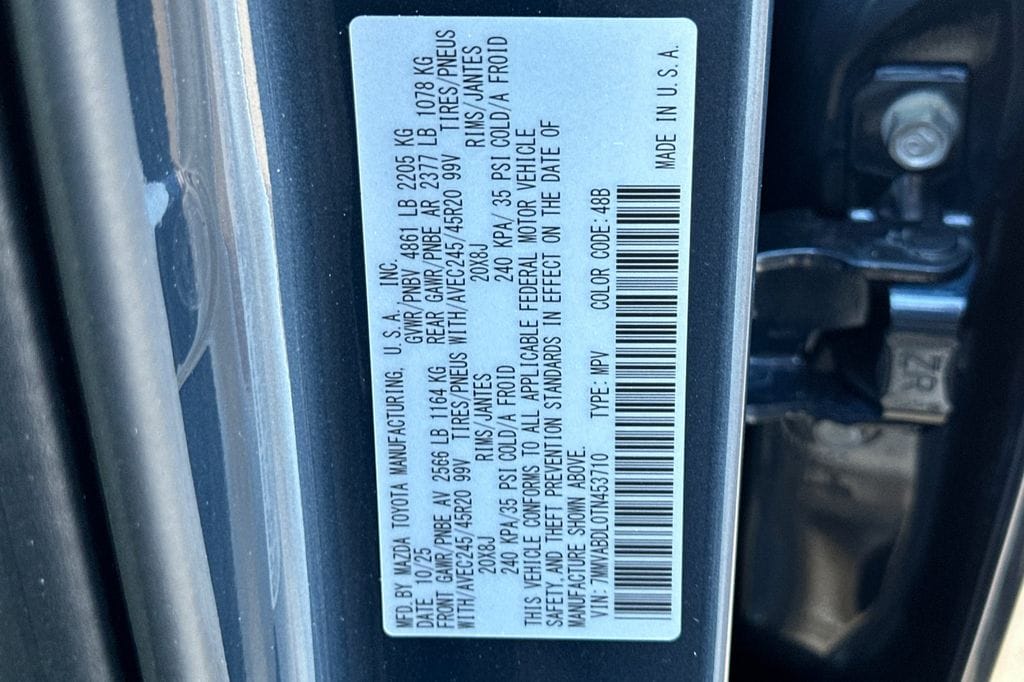 MFD. BY MAZDA TOYOTA MANUFACTURING, U.S.A. INC.
DATE 10/25 GVWR/PNBV 4861 LB 2205 KG
FRONT GAWR/PNBE AV 2566 LB 1164 KG REAR GAWR/PNBE AR 2377 LB 1078 KG
WITH/AVEC245/45R20 99V TIRES/PNEUS WITH/AVEC245/45R20 99V TIRES/PNEUS
20X8J RIMS/JANTES 20X8J RIMS/JANTES
240 KPA/35 PSI COLD/A FROID 240 KPA/ 35 PSI COLD/A FROID
THIS VEHICLE CONFORMS TO ALL APPLICABLE FEDERAL MOTOR VEHICLE
SAFETY, AND THEFT PREVENTION STANDARDS IN EFFECT ON THE DATE OF
MANUFACTURE SHOWN ABOVE.
VIN: 7MMVABDL0TN453710 TYPE: MPV COLOR CODE: 48B
MADE IN U.S.A.
ZR